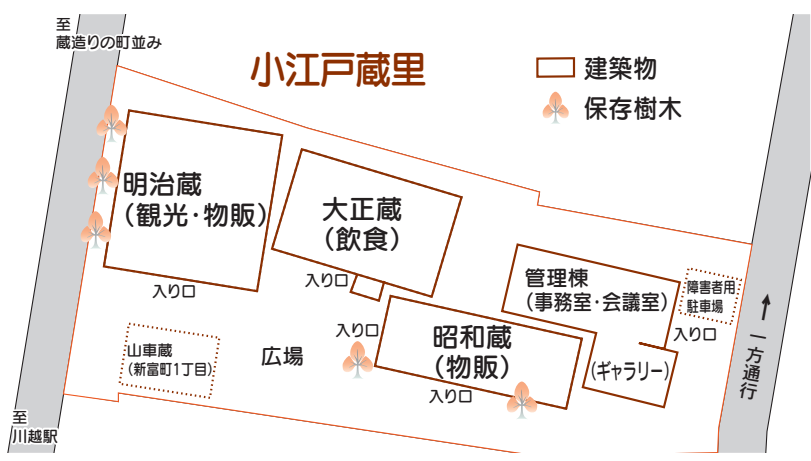 至
蔵造りの町並み
小江戸蔵里
建築物
保存樹木
明治蔵
(観光・物販)
入り口
大正蔵
(飲食)
入り口
管理棟
(事務室・会議室)
障害者用
駐車場
入り口
(ギャラリー)
入り口
昭和蔵
(物販)
入り口
広場
山車蔵
(新富町1丁目)
↑一方通行
至
川越駅